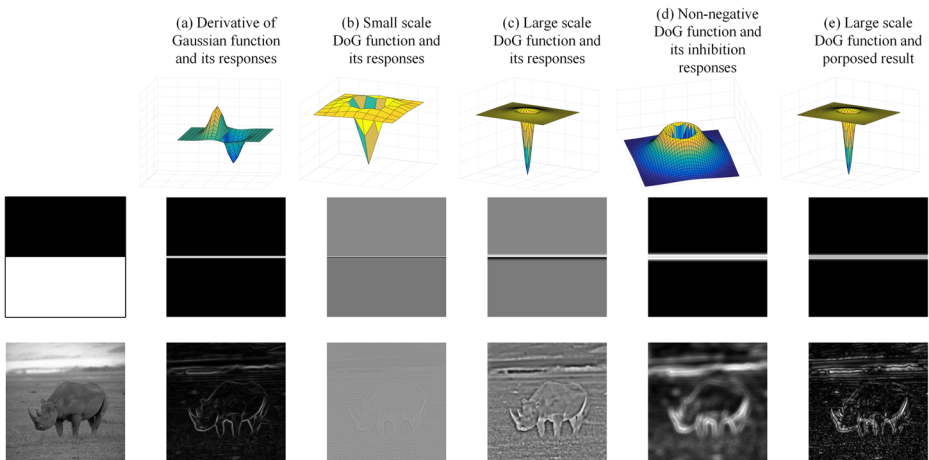 (a) Derivative of
Gaussian function
and its responses
(b) Small scale
DoG function and
its responses
(c) Large scale
DoG function and
its responses
(d) Non-negative
DoG function and
its inhibition
responses
(e) Large scale
DoG function and
porposed result